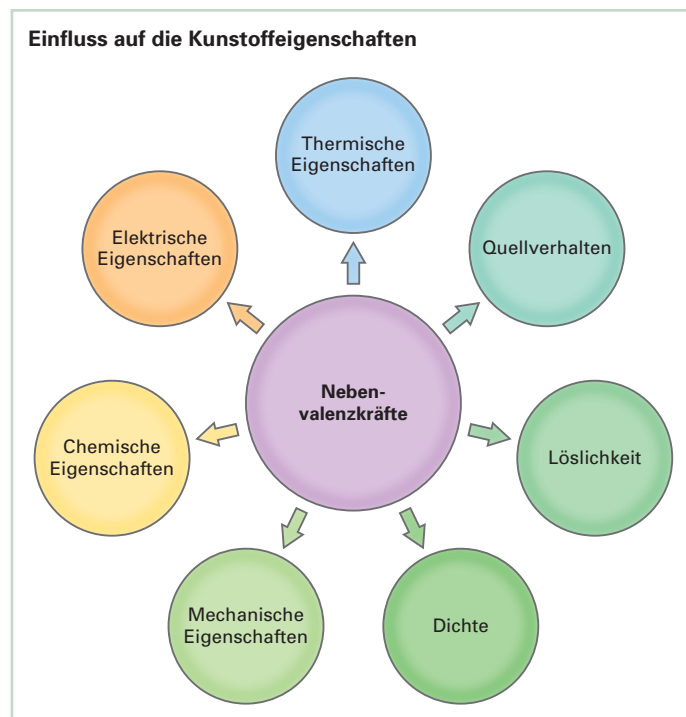 Einfluss auf die Kunstoffeigenschaften
Thermische
Eigenschaften
Elektrische
Eigenschaften
Quellverhalten
Neben-
valenzkräfte
Chemische
Eigenschaften
Löslichkeit
Mechanische
Eigenschaften
Dichte